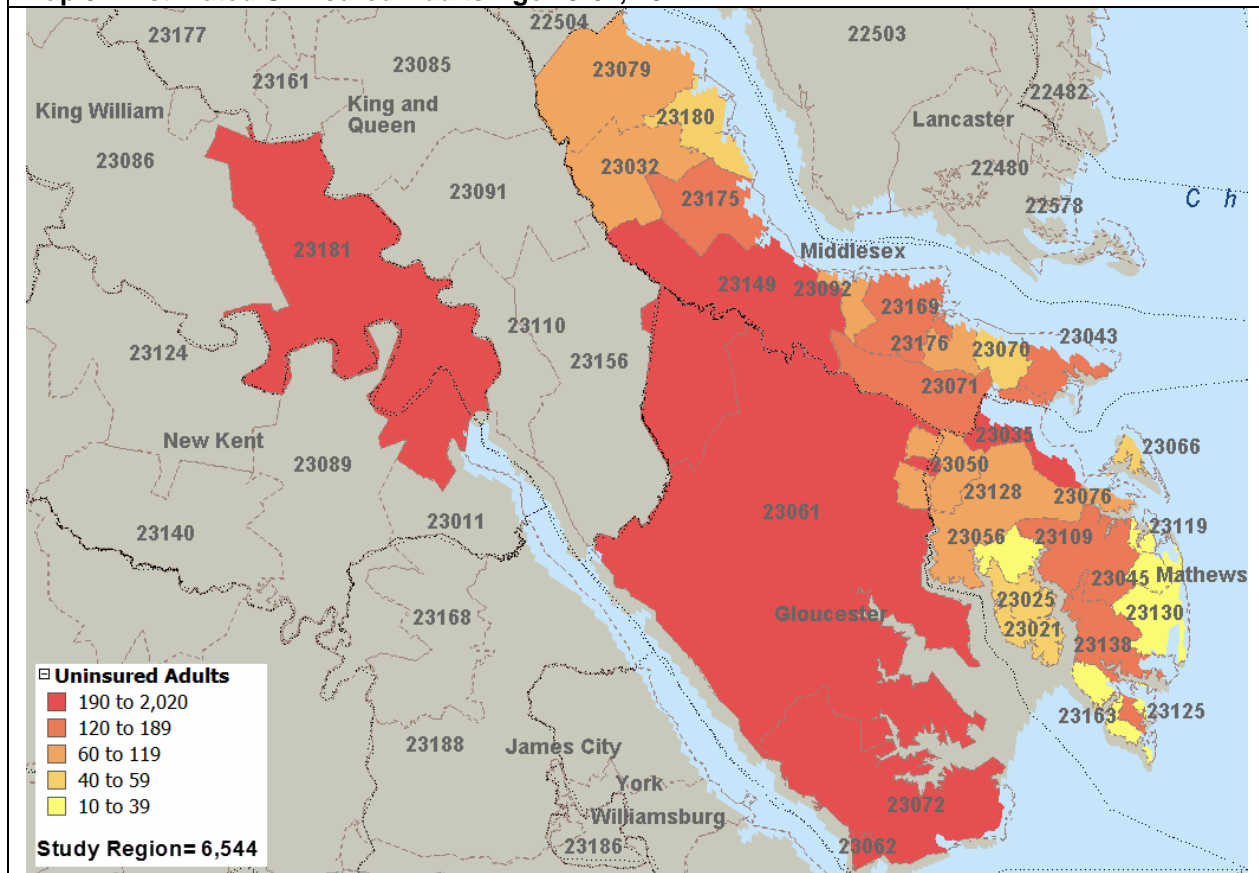 22504
22503
23177
23085
23079
23161
22482
King William
King and
Queen
23180
Lancaster
23086
23032
22480
23091
23175
22578
C h
23181
Middlesex
23149
23092
23169
23110
23043
23124
23156
23176
23070
23071
New Kent
23035
23066
23089
23050
23128
23076
23061
23011
23140
23056
23109
23119
23045
Mathews
23025
23130
23168
Gloucester
23021
23138
Uninsured Adults
190 to 2,020
120 to 189
60 to 119
40 to 59
10 to 39
Study Region= 6,544
23163
23125
23188
James City
York
23072
Williamsburg
23186
23062